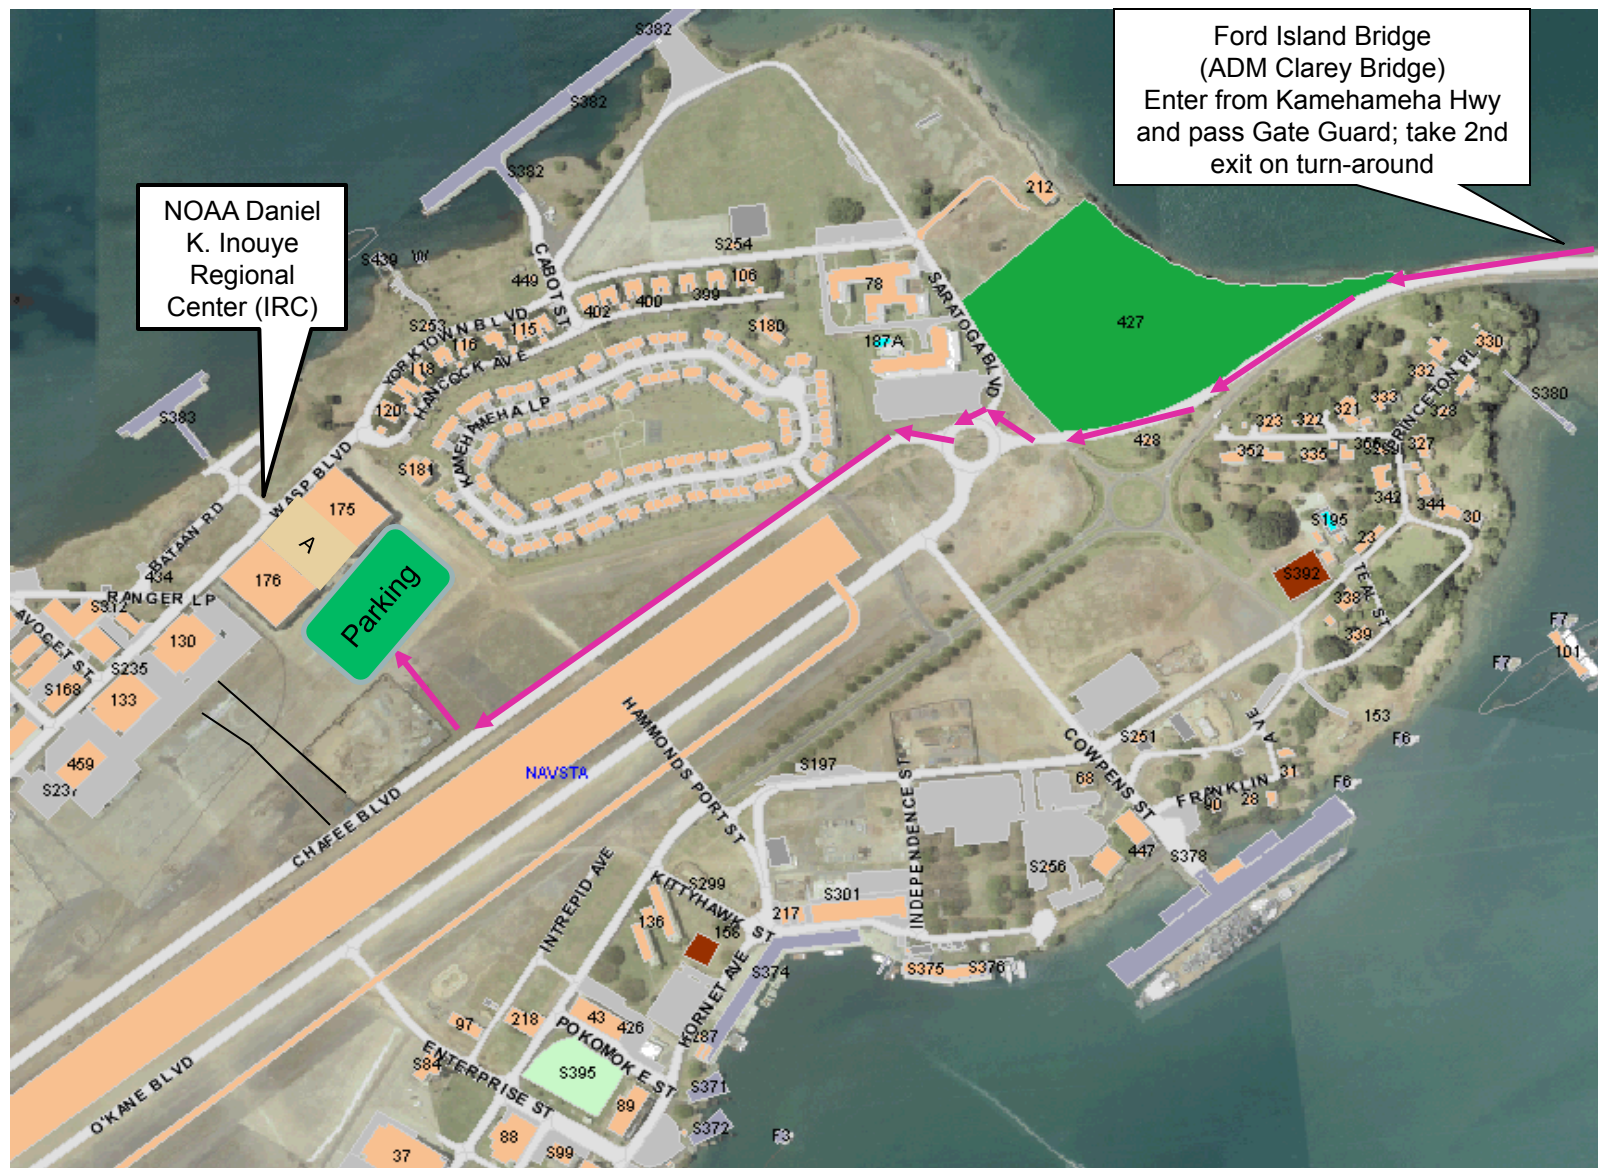 Ford Island Bridge
(ADM Clarey Bridge)
Enter from Kamehameha Hwy
and pass Gate Guard; take 2nd
exit on turn-around
NOAA Daniel
K. Inouye
Regional
Center (IRC)
S382
S382
S382
212
S254
S439
W
449
CABOT ST
106
399
400
402
78
SARATOGA BLVD
427
S253
YORKTOWN BLVD
115
116
118
HANCOCK AVE
120
S180
187A
330
332
PRINCETON PL
S380
333
328
321
322
323
S383
KAMEHAMEHA LP
S181
428
352
335
327
WASP BLVD
175
A
176
BATAAN RD
342
344
30
S195
23
S392
TEAL ST
338
339
434
RANGER LP
S312
AVOCET ST
130
S235
S168
133
Parking
F7
F7
101
459
HAMMONDS PORT ST
153
F6
AVE
S251
COWPENS ST
NAVSTA
S197
INDEPENDENCE ST
68
31
F6
FRANKLIN
28
90
CHAFEE BLVD
447
S378
S256
INTREPID AVE
S299
KITTYHAWK ST
S301
217
136
156
S374
S375
S376
HORNET AVE
97
218
43
426
POKOMOKE ST
287
S84
ENTERPRISE ST
S395
S371
89
O'KANE BLVD
S372
F3
88
37
S99